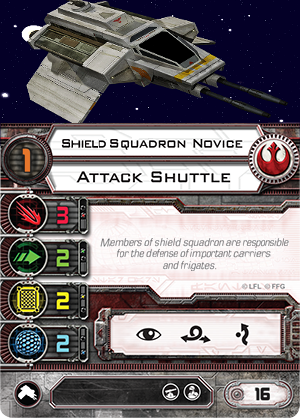 Shield Squadron Novice
1
Attack Shuttle
3
2
2
2
Members of shield squadron are responsible
for the defense of important carriers
and frigates.
©LFL ©FFG
16